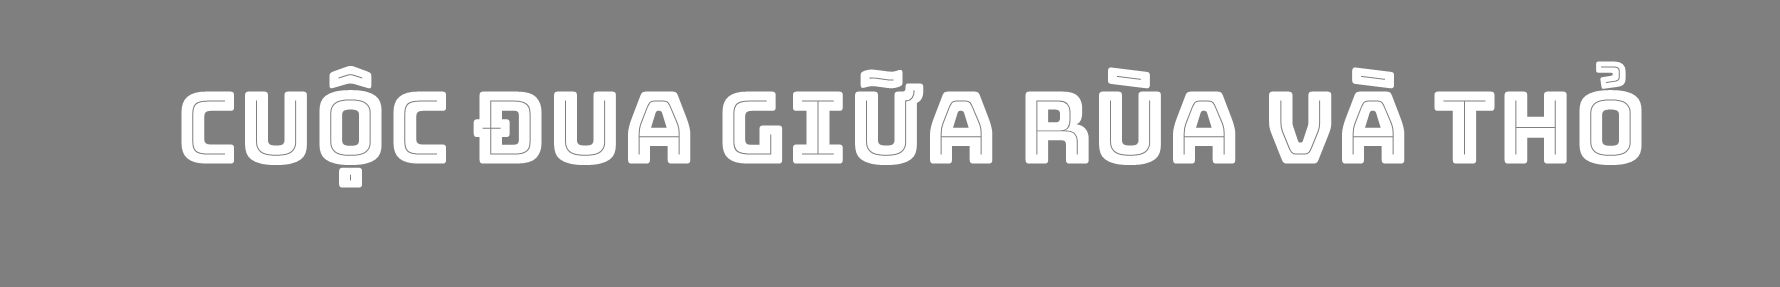 CUỘC ĐUA GIỮA RÙA VÀ THỎ